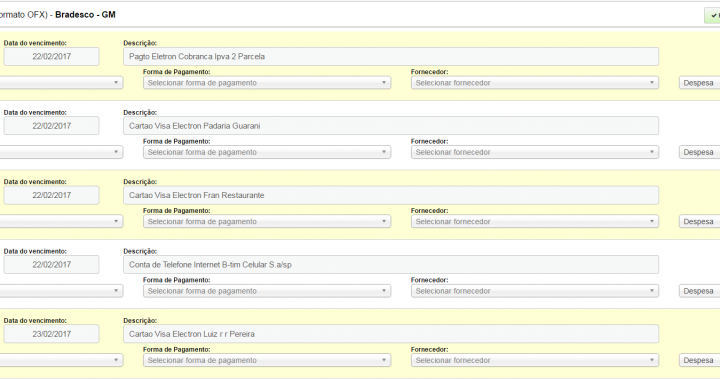 ormato OFX) - Bradesco - GM
Data do vencimento: Descrição:
22/02/2017 Pagto Eletron Cobranca Ipva 2 Parcela
Forma de Pagamento: Fornecedor:
Selecionar forma de pagamento Selecionar fornecedor Despesa
Data do vencimento: Descrição:
22/02/2017 Cartao Visa Electron Padaria Guarani
Forma de Pagamento: Fornecedor:
Selecionar forma de pagamento Selecionar fornecedor Despesa
Data do vencimento: Descrição:
22/02/2017 Cartao Visa Electron Fran Restaurante
Forma de Pagamento: Fornecedor:
Selecionar forma de pagamento Selecionar fornecedor Despesa
Data do vencimento: Descrição:
22/02/2017 Conta de Telefone Internet B-tim Celular S.a/sp
Forma de Pagamento: Fornecedor:
Selecionar forma de pagamento Selecionar fornecedor Despesa
Data do vencimento: Descrição:
23/02/2017 Cartao Visa Electron Luiz r r Pereira
Forma de Pagamento: Fornecedor:
Selecionar forma de pagamento Selecionar fornecedor Despesa